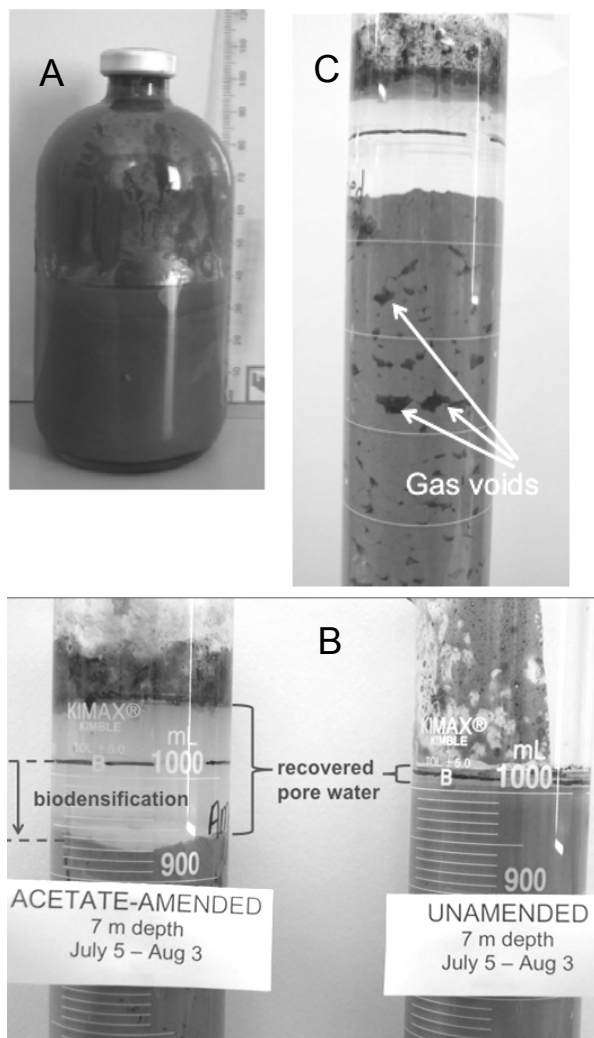 A
C
Gas voids
B
KIMAX®
KIMBLE
mL
1000
B
biodensification
recovered
pore water
900
ACETATE-AMENDED
7 m depth
July 5 – Aug 3
KIMAX®
KIMBLE
mL
1000
B
900
UNAMENDED
7 m depth
July 5 – Aug 3